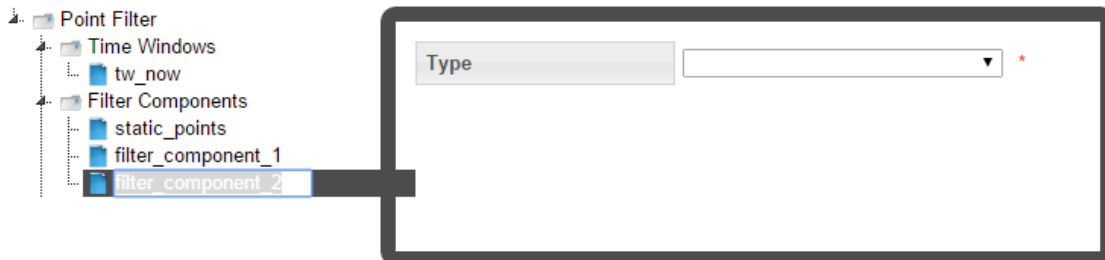 Point Filter
Time Windows
tw_now
Filter Components
static_points
filter_component_1
filter_component_2
Type
*